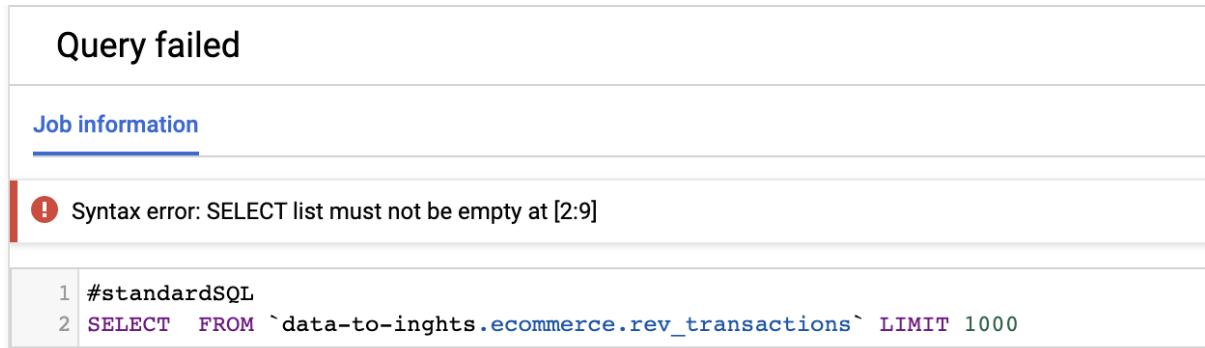 Query failed
Job information
Syntax error: SELECT list must not be empty at [2:9]
1 #standardSQL
2 SELECT  FROM `data-to-inghts.ecommerce.rev_transactions` LIMIT 1000